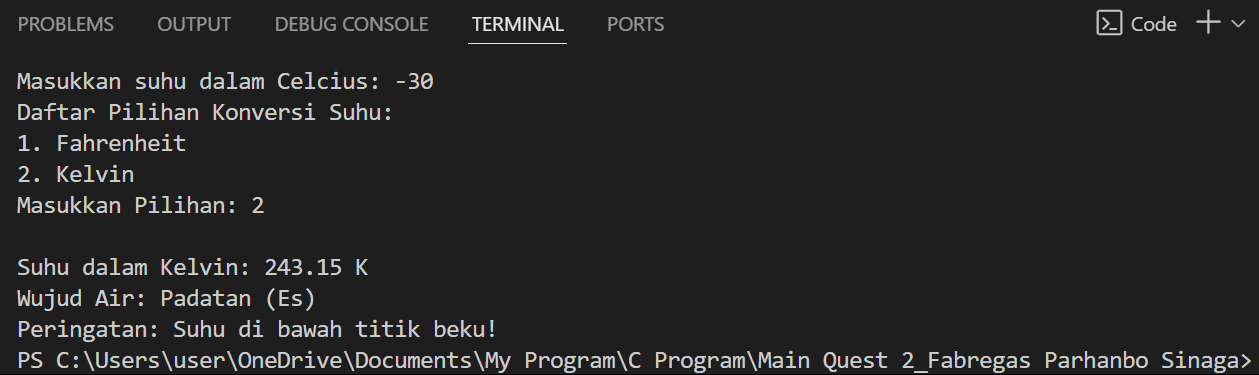 PROBLEMS OUTPUT DEBUG CONSOLE TERMINAL PORTS Code
Masukkan suhu dalam Celcius: -30
Daftar Pilihan Konversi Suhu:
1. Fahrenheit
2. Kelvin
Masukkan Pilihan: 2
Suhu dalam Kelvin: 243.15 K
Wujud Air: Padatan (Es)
Peringatan: Suhu di bawah titik beku!
PS C:\Users\user\OneDrive\Documents\My Program\C Program\Main Quest 2_Fabregas Parhanbo Sinaga>